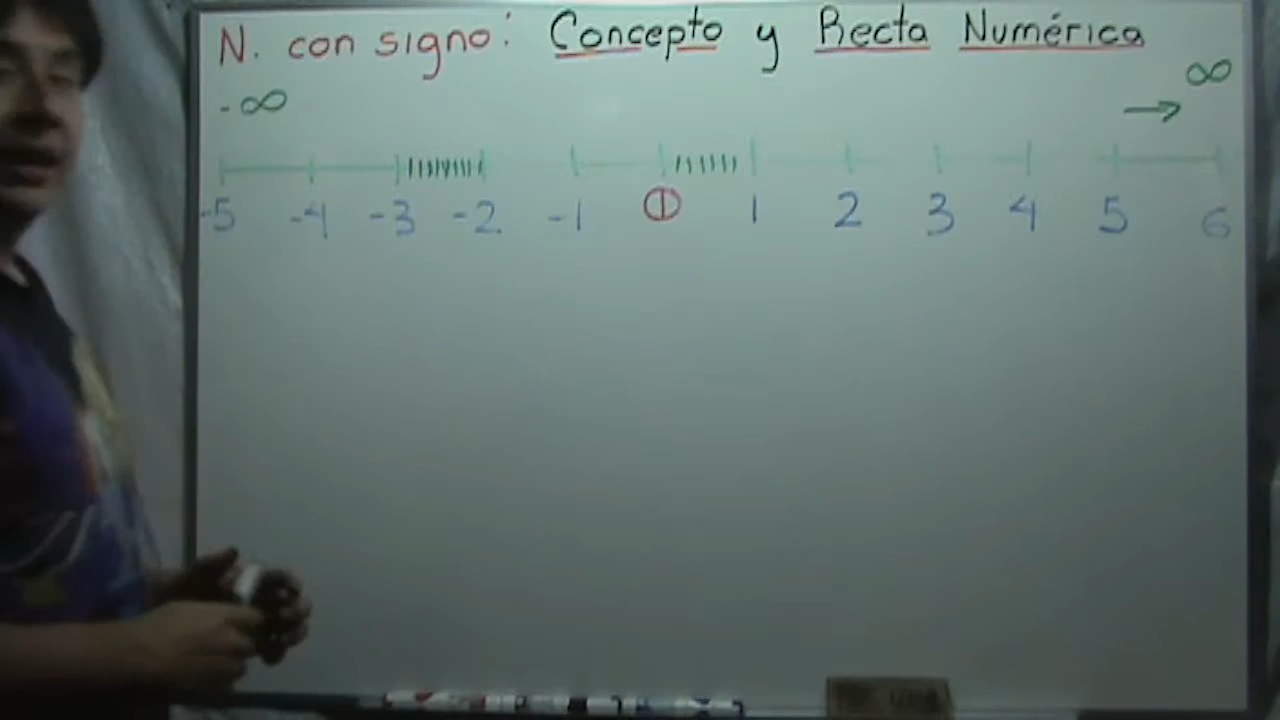 N. con signo: Concepto y Recta Numérica
-∞ → ∞
-5 -4 -3 -2 -1 0 1 2 3 4 5 6